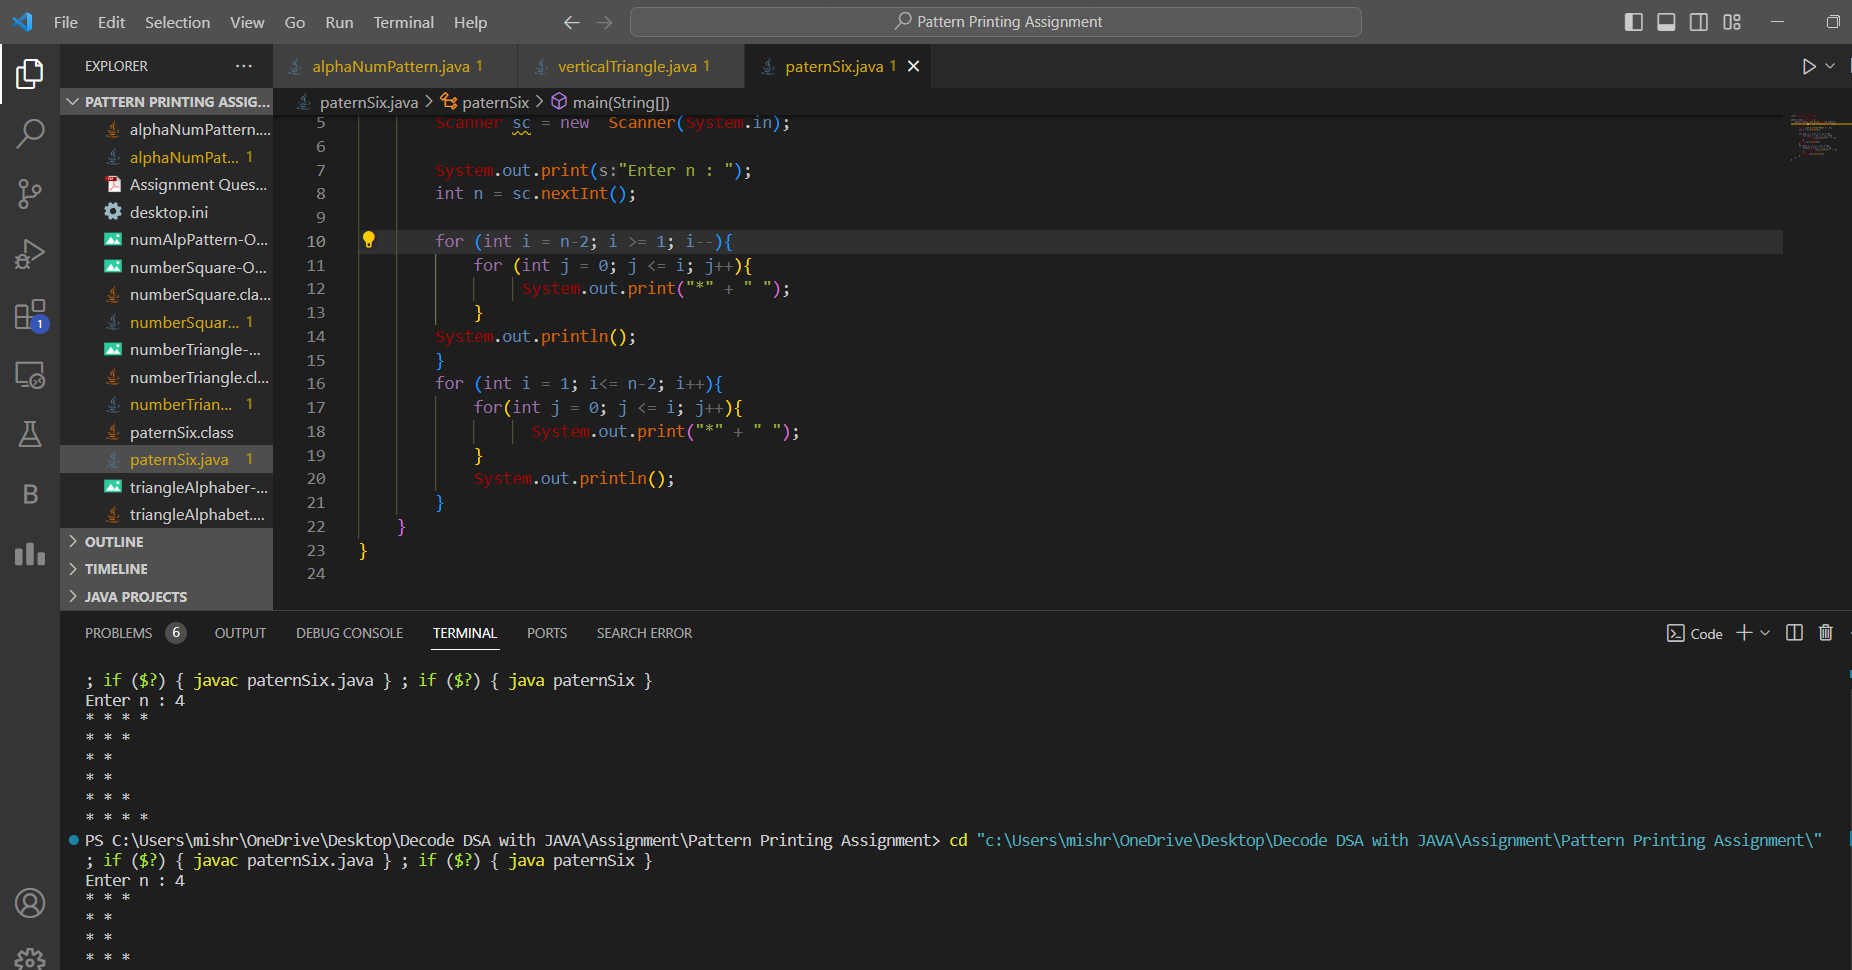 File Edit Selection View Go Run Terminal Help Pattern Printing Assignment
EXPLORER ... alphaNumPattern.java 1 verticalTriangle.java 1 paternSix.java 1
PATTERN PRINTING ASSIG...
paternSix.java > paternSix > main(String[])
alphaNumPattern....
alphaNumPat... 1
Assignment Ques...
desktop.ini
numAlpPattern-O...
numberSquare-O...
numberSquare.cla...
numberSquar... 1
numberTriangle-...
numberTriangle.cl...
numberTrian... 1
paternSix.class
paternSix.java 1
triangleAlphaber-...
triangleAlphabet....
OUTLINE
TIMELINE
JAVA PROJECTS
1
B
5 Scanner sc = new  Scanner(System.in);
6
7 System.out.print(s:"Enter n : ");
8 int n = sc.nextInt();
9
10 for (int i = n-2; i >= 1; i--){
11 for (int j = 0; j <= i; j++){
12 System.out.print("*" + " ");
13 }
14 System.out.println();
15 }
16 for (int i = 1; i<= n-2; i++){
17 for(int j = 0; j <= i; j++){
18 System.out.print("*" + " ");
19 }
20 System.out.println();
21 }
22 }
23 }
24
PROBLEMS 6 OUTPUT DEBUG CONSOLE TERMINAL PORTS SEARCH ERROR Code
; if ($?) { javac paternSix.java } ; if ($?) { java paternSix }
Enter n : 4
* * * *
* * *
* *
* *
* * *
* * * *
PS C:\Users\mishr\OneDrive\Desktop\Decode DSA with JAVA\Assignment\Pattern Printing Assignment> cd "c:\Users\mishr\OneDrive\Desktop\Decode DSA with JAVA\Assignment\Pattern Printing Assignment\"
; if ($?) { javac paternSix.java } ; if ($?) { java paternSix }
Enter n : 4
* * *
* *
* *
* * *